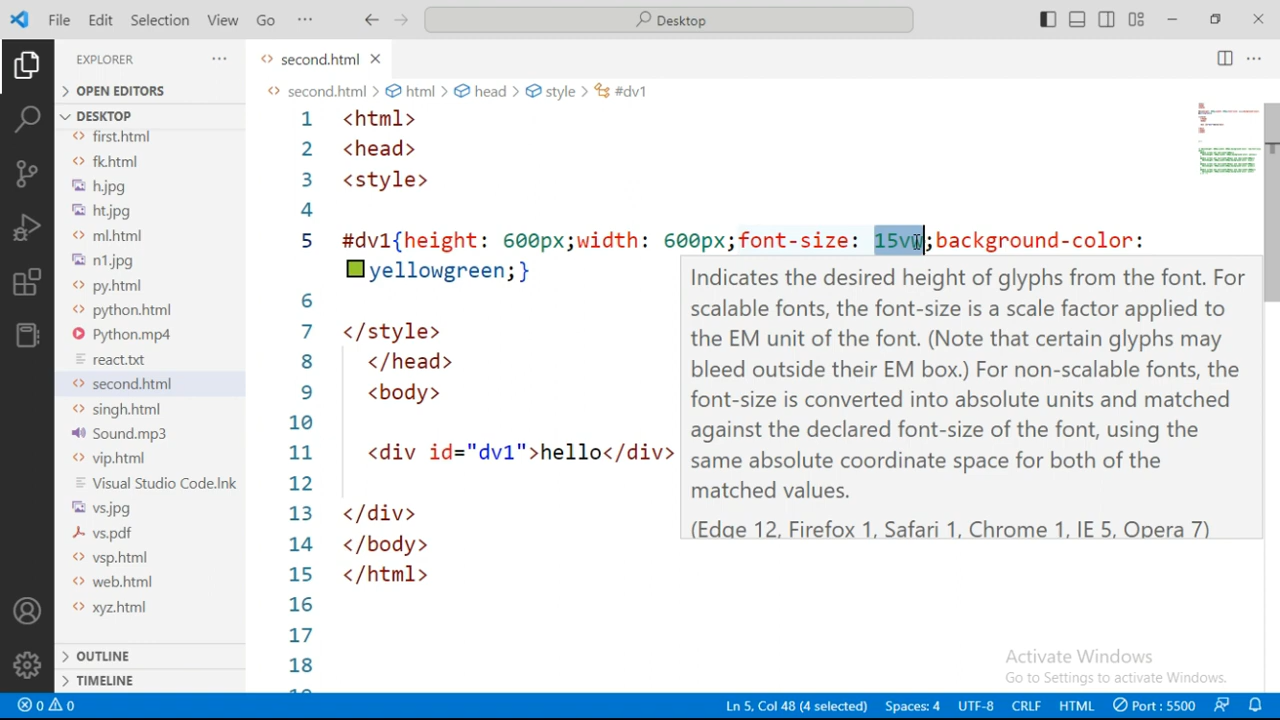 File Edit Selection View Go ··· Desktop
EXPLORER ···
second.html
OPEN EDITORS
second.html > html > head > style > #dv1
DESKTOP
first.html
fk.html
h.jpg
ht.jpg
ml.html
n1.jpg
py.html
python.html
Python.mp4
react.txt
second.html
singh.html
Sound.mp3
vip.html
Visual Studio Code.lnk
vs.jpg
vs.pdf
vsp.html
web.html
xyz.html
OUTLINE
TIMELINE
1 <html>
2 <head>
3 <style>
4
5 #dv1{height: 600px;width: 600px;font-size: 15vw;background-color:
yellowgreen;}
6
7 </style>
8 </head>
9 <body>
10
11 <div id="dv1">hello</div>
12
13 </div>
14 </body>
15 </html>
16
17
18
Indicates the desired height of glyphs from the font. For
scalable fonts, the font-size is a scale factor applied to
the EM unit of the font. (Note that certain glyphs may
bleed outside their EM box.) For non-scalable fonts, the
font-size is converted into absolute units and matched
against the declared font-size of the font, using the
same absolute coordinate space for both of the
matched values.
(Edge 12, Firefox 1, Safari 1, Chrome 1, IE 5, Opera 7)
Activate Windows
Go to Settings to activate Windows.
0 0 Ln 5, Col 48 (4 selected) Spaces: 4 UTF-8 CRLF HTML Port : 5500